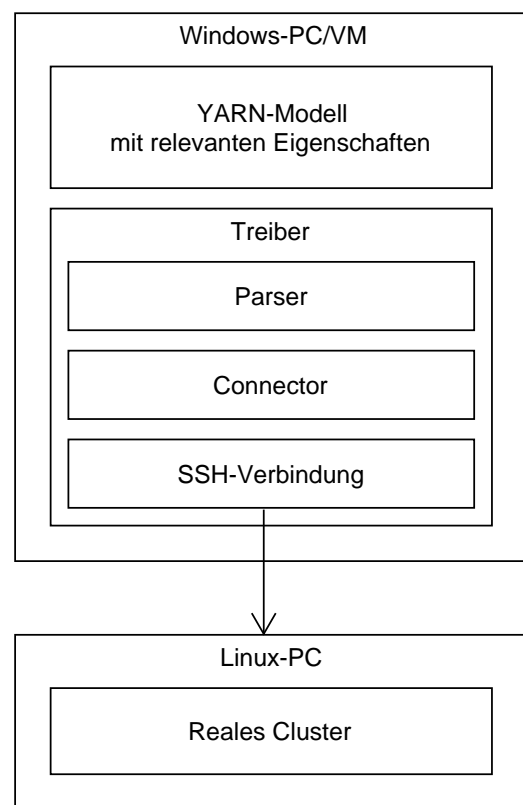 Windows-PC/VM
YARN-Modell
mit relevanten Eigenschaften
Treiber
Parser
Connector
SSH-Verbindung
Linux-PC
Reales Cluster